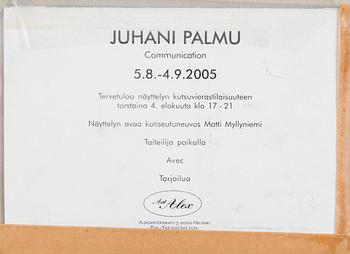 JUHANI PALMU
Communication
5.8.-4.9.2005
Tervetuloa näyttelyn kutsuvierastilaisuuteen
torstaina 4. elokuuta klo 17 - 21
Näyttelyn avaa kotiseutuneuvos Matti Myllyniemi
Taiteilija paikalla
Avec
Tarjoilua
Art Alex